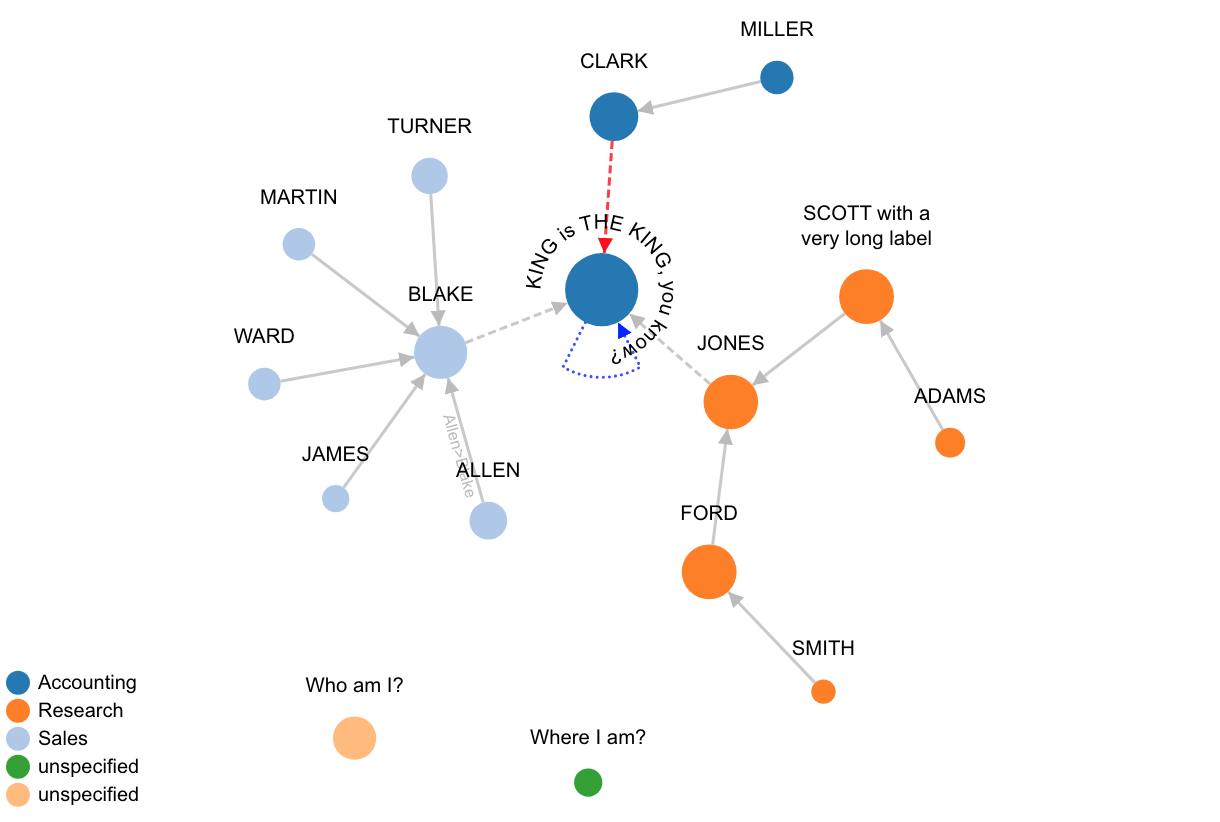 MILLER
CLARK
TURNER
MARTIN
SCOTT with a
very long label
KING is THE KING, you know?
BLAKE
WARD
JONES
ADAMS
Allen>Blake
JAMES
ALLEN
FORD
SMITH
Who am I?
Where I am?
Accounting
Research
Sales
unspecified
unspecified